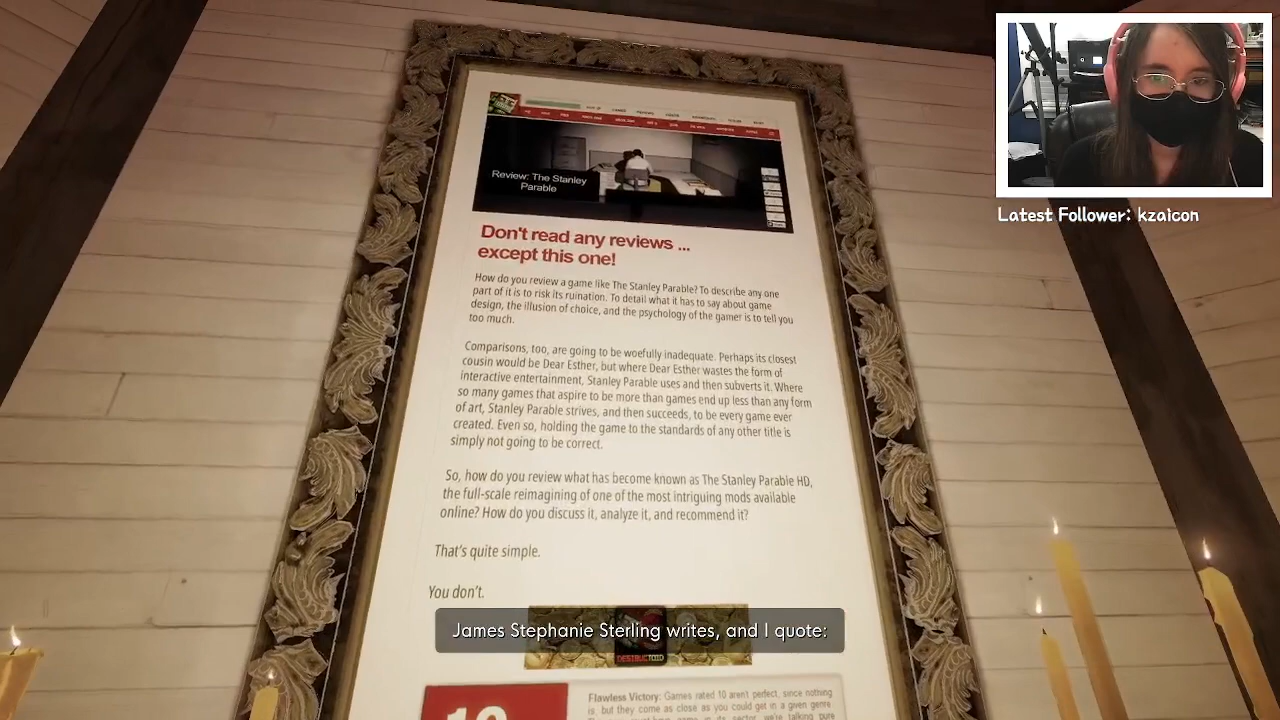 Latest Follower: kzaicon
Review: The Stanley
Parable
Don't read any reviews ...
except this one!
How do you review a game like The Stanley Parable? To describe any one
part of it is to risk its ruination. To detail what it has to say about game
design, the illusion of choice, and the psychology of the gamer is to tell you
too much.
Comparisons, too, are going to be woefully inadequate. Perhaps its closest
cousin would be Dear Esther, but where Dear Esther wastes the form of
interactive entertainment, Stanley Parable uses and then subverts it. Where
so many games that aspire to be more than games end up less than any form
of art, Stanley Parable strives, and then succeeds, to be every game ever
created. Even so, holding the game to the standards of any other title is
simply not going to be correct.
So, how do you review what has become known as The Stanley Parable HD,
the full-scale reimagining of one of the most intriguing mods available
online? How do you discuss it, analyze it, and recommend it?
That's quite simple.
You don't.
James Stephanie Sterling writes, and I quote:
DESTRUCTOID
10
Flawless Victory: Games rated 10 aren't perfect, since nothing
is, but they come as close as you could get in a given genre.